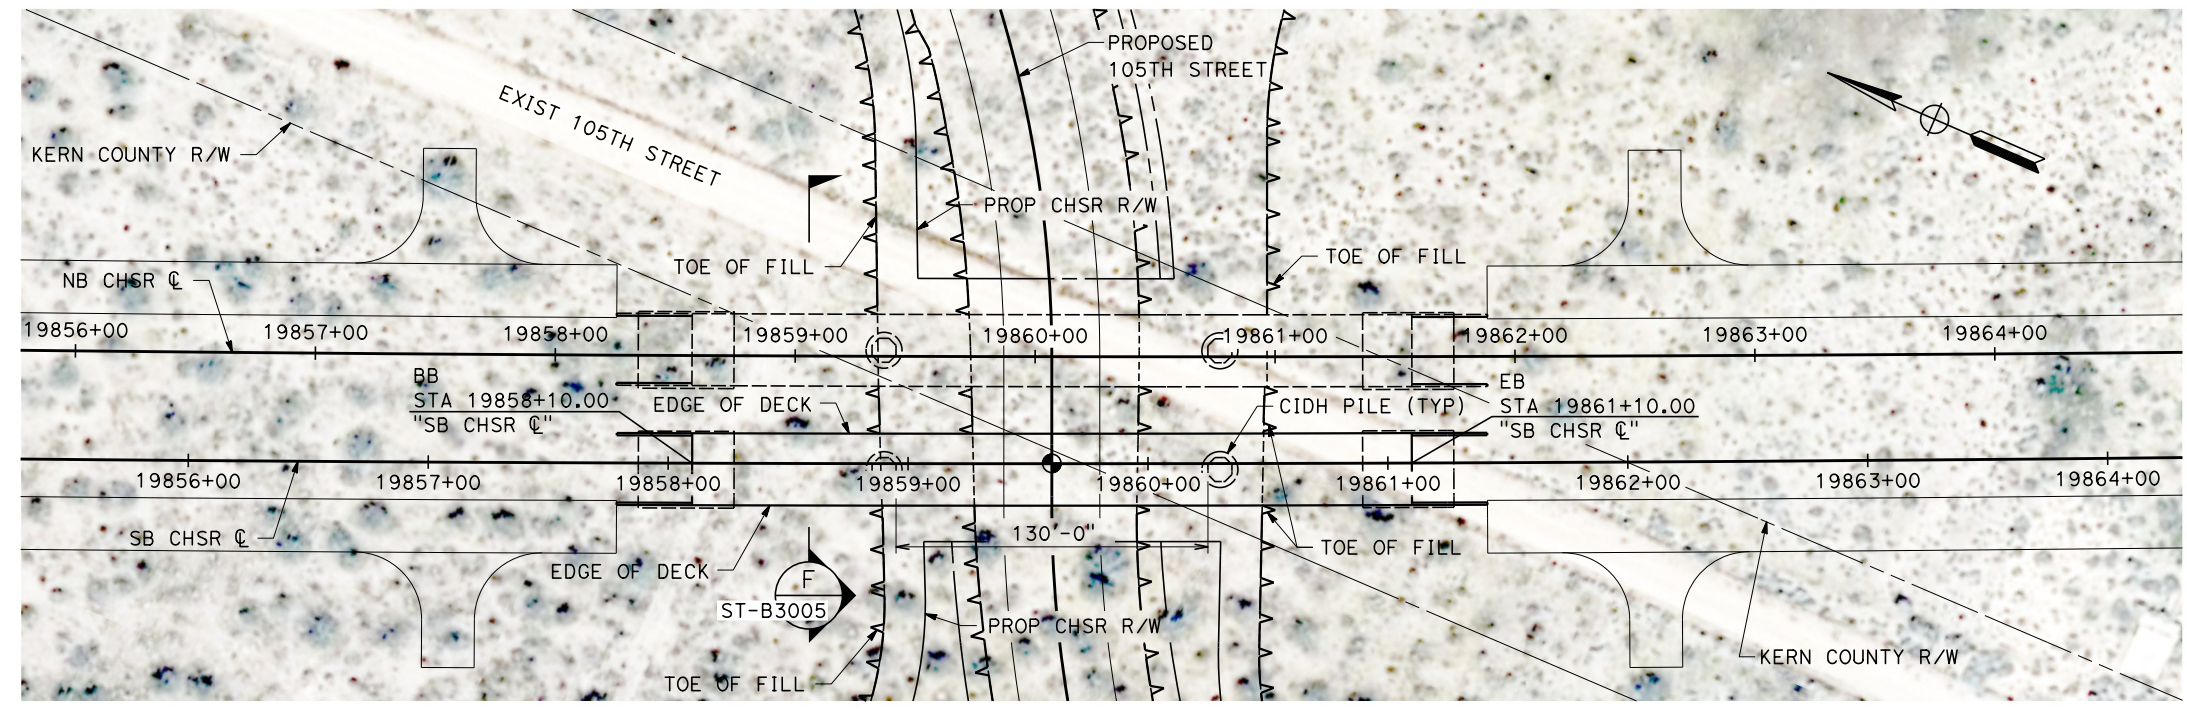 PROPOSED
105TH STREET
EXIST 105TH STREET
KERN COUNTY R/W
PROP CHSR R/W
TOE OF FILL
TOE OF FILL
NB CHSR ℄
19856+00 19857+00 19858+00 19859+00 19860+00 19861+00 19862+00 19863+00 19864+00
BB
STA 19858+10.00
"SB CHSR ℄"
EDGE OF DECK
CIDH PILE (TYP)
EB
STA 19861+10.00
"SB CHSR ℄"
19856+00 19857+00 19858+00 19859+00 19860+00 19861+00 19862+00 19863+00 19864+00
SB CHSR ℄
130'-0"
TOE OF FILL
EDGE OF DECK
F
ST-B3005
PROP CHSR R/W
KERN COUNTY R/W
TOE OF FILL